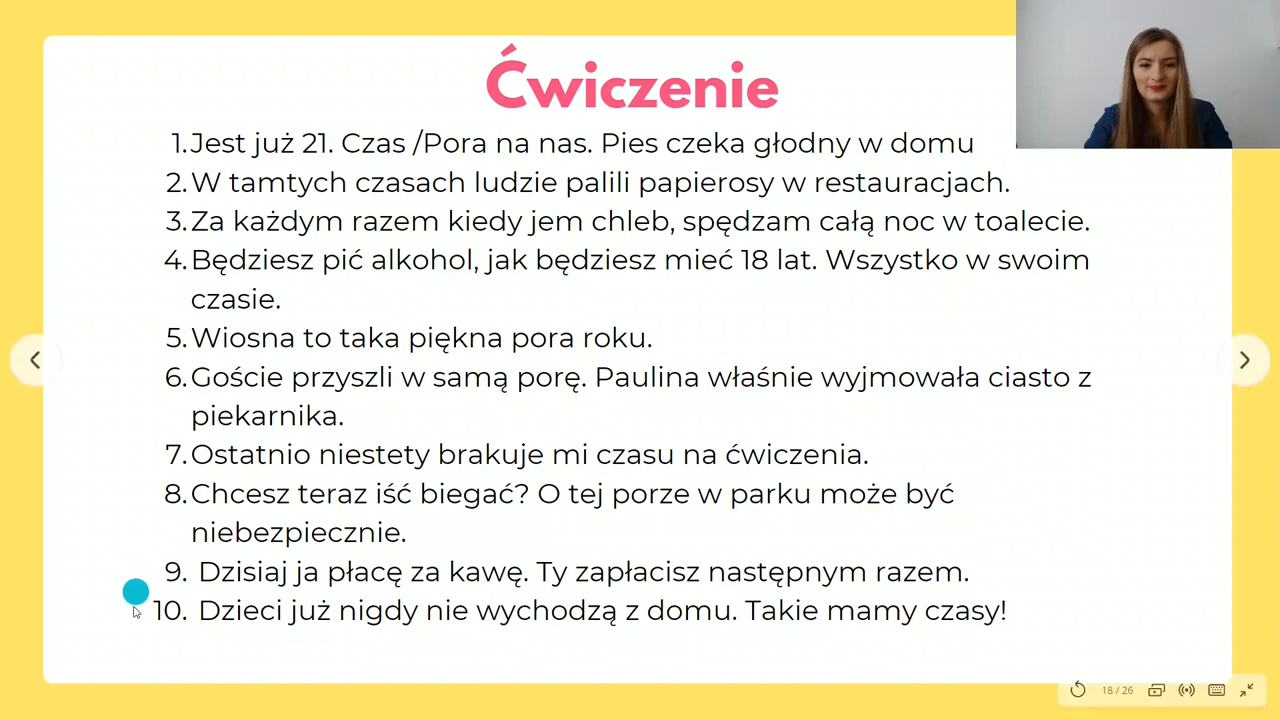 Ćwiczenie
1. Jest już 21. Czas /Pora na nas. Pies czeka głodny w domu
2. W tamtych czasach ludzie palili papierosy w restauracjach.
3. Za każdym razem kiedy jem chleb, spędzam całą noc w toalecie.
4. Będziesz pić alkohol, jak będziesz mieć 18 lat. Wszystko w swoim
czasie.
5. Wiosna to taka piękna pora roku.
6. Goście przyszli w samą porę. Paulina właśnie wyjmowała ciasto z
piekarnika.
7. Ostatnio niestety brakuje mi czasu na ćwiczenia.
8. Chcesz teraz iść biegać? O tej porze w parku może być
niebezpiecznie.
9. Dzisiaj ja płacę za kawę. Ty zapłacisz następnym razem.
10. Dzieci już nigdy nie wychodzą z domu. Takie mamy czasy!
18 / 26